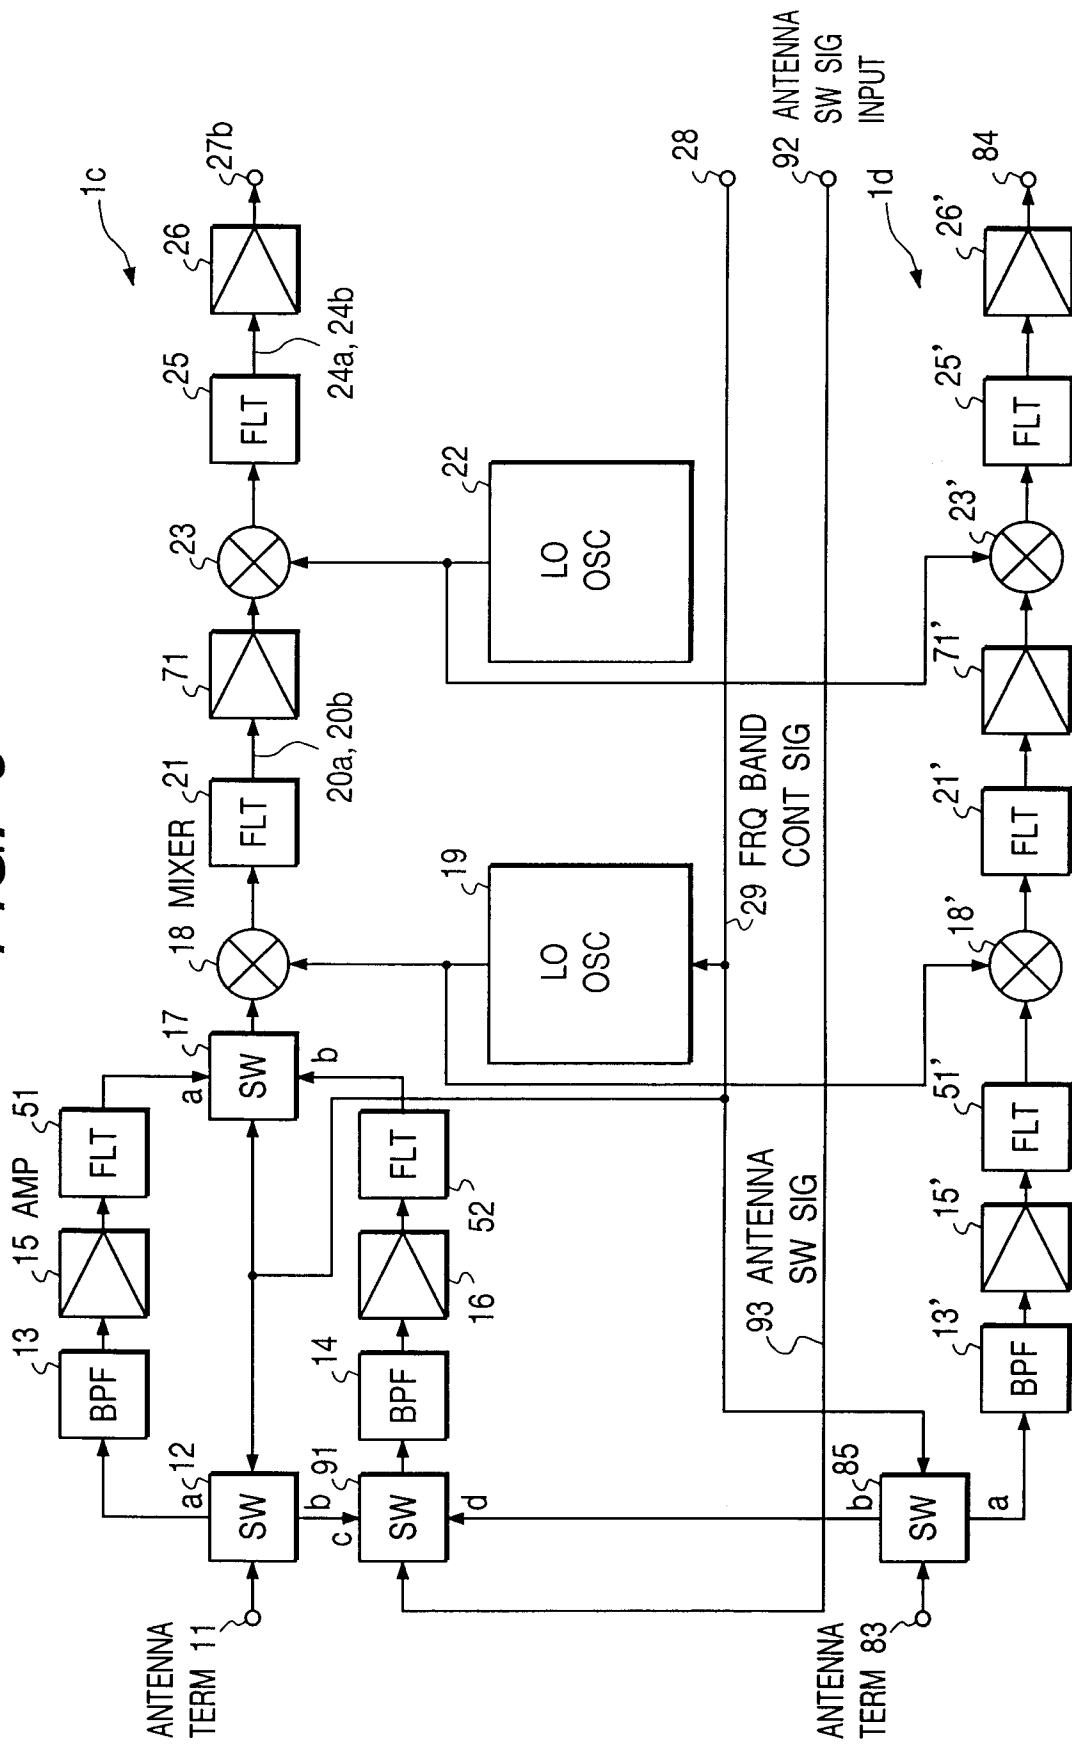 13
15 AMP
51
BPF
FLT
a
12
SW
b
a
17
SW
b
18 MIXER
21
FLT
20a, 20b
71
23
25
FLT
24a, 24b
26
27b
1c
ANTENNA
TERM 11
c
91
SW
d
14
BPF
16
52
FLT
19
LO
OSC
22
LO
OSC
28
29 FRQ BAND
CONT SIG
93 ANTENNA
SW SIG
92 ANTENNA
SW SIG
INPUT
1d
ANTENNA
TERM 83
b
85
SW
a
13'
BPF
15'
51'
FLT
18'
21'
FLT
71'
23'
25'
FLT
26'
84